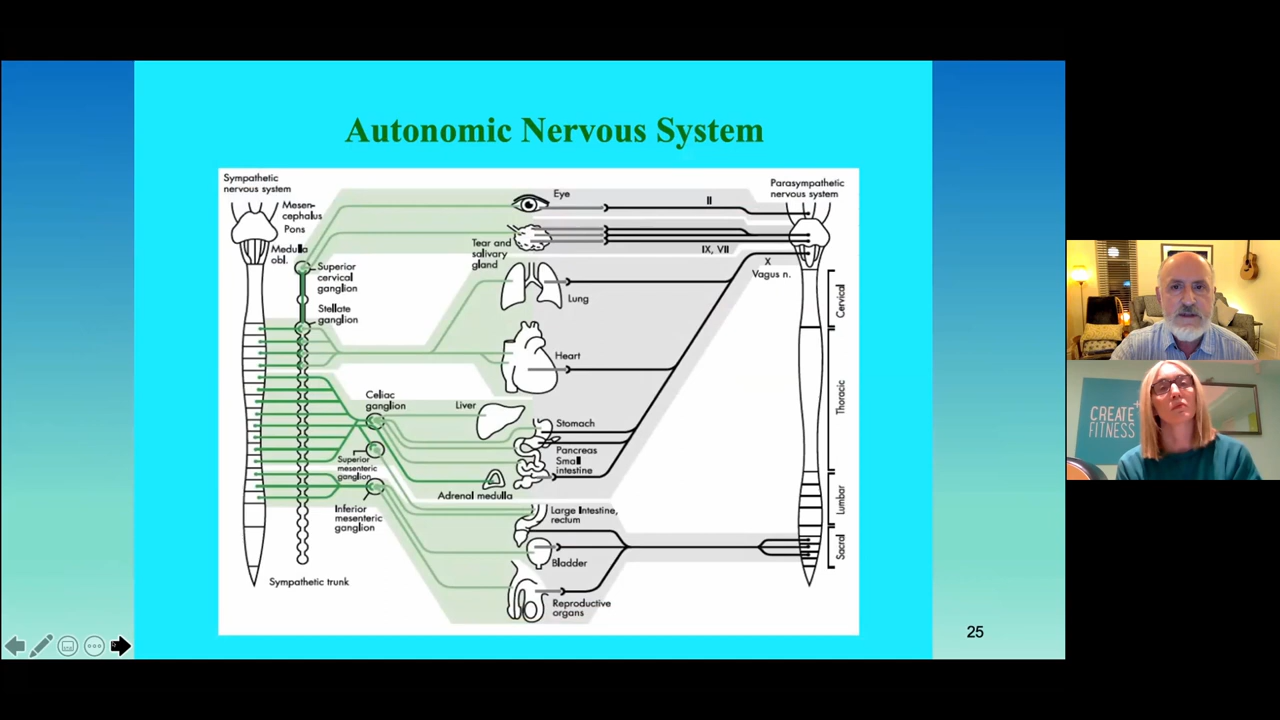 Autonomic Nervous System
Sympathetic
nervous system
Mesen-
cephalus
Pons
Medulla
obl.
Superior
cervical
ganglion
Stellate
ganglion
Celiac
ganglion
Superior
mesenteric
ganglion
Inferior
mesenteric
ganglion
Sympathetic trunk
Eye
Tear and
salivary
gland
Lung
Heart
Liver
Stomach
Pancreas
Small
intestine
Adrenal medulla
Large Intestine,
rectum
Bladder
Reproductive
organs
Parasympathetic
nervous system
II
IX, VII
X
Vagus n.
Cervical
Thoracic
Lumbar
Sacral
25
CREATE
FITNESS